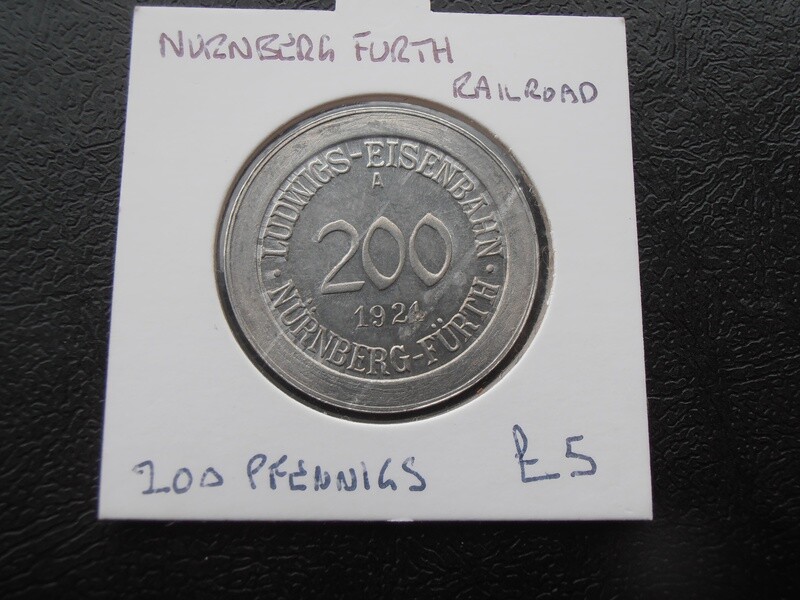 NURNBERG FURTH
RAILROAD
LUDWIGS-EISENBAHN
A
200
1921
· NÜRNBERG-FÜRTH ·
200 PFENNIGS £5